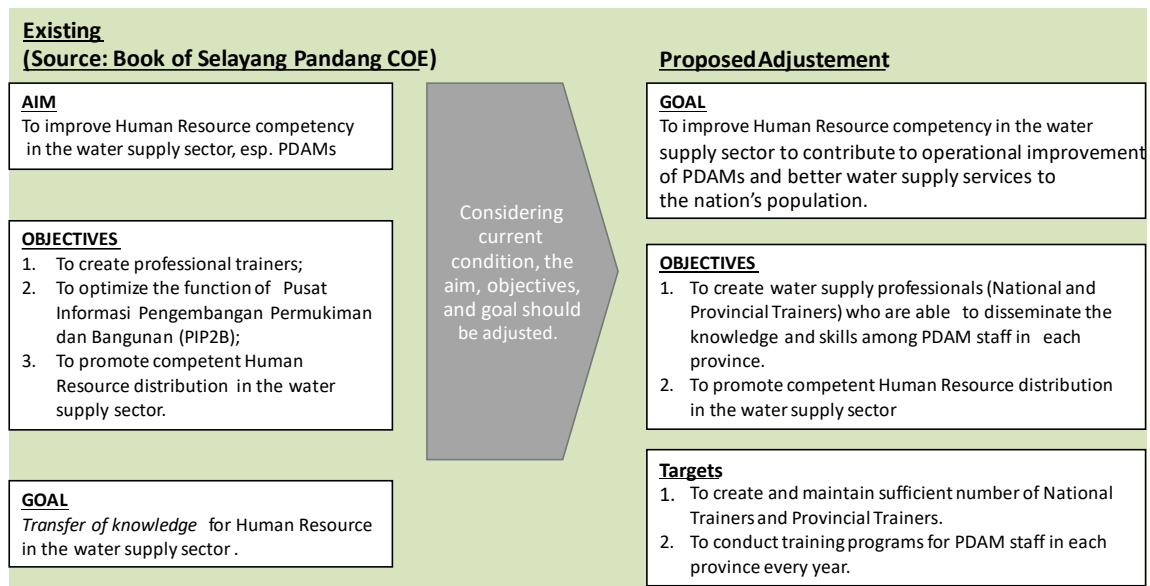 Existing
(Source: Book of Selayang Pandang COE)
AIM
To improve Human Resource competency
in the water supply sector, esp. PDAMs
OBJECTIVES
1. To create professional trainers;
2. To optimize the function of Pusat
Informasi Pengembangan Permukiman
dan Bangunan (PIP2B);
3. To promote competent Human
Resource distribution in the water
supply sector.
GOAL
Transfer of knowledge for Human Resource
in the water supply sector .
Considering
current
condition, the
aim, objectives,
and goal should
be adjusted.
Proposed Adjustement
GOAL
To improve Human Resource competency in the water
supply sector to contribute to operational improvement
of PDAMs and better water supply services to
the nation's population.
OBJECTIVES
1. To create water supply professionals (National and
Provincial Trainers) who are able to disseminate the
knowledge and skills among PDAM staff in each
province.
2. To promote competent Human Resource distribution
in the water supply sector
Targets
1. To create and maintain sufficient number of National
Trainers and Provincial Trainers.
2. To conduct training programs for PDAM staff in each
province every year.